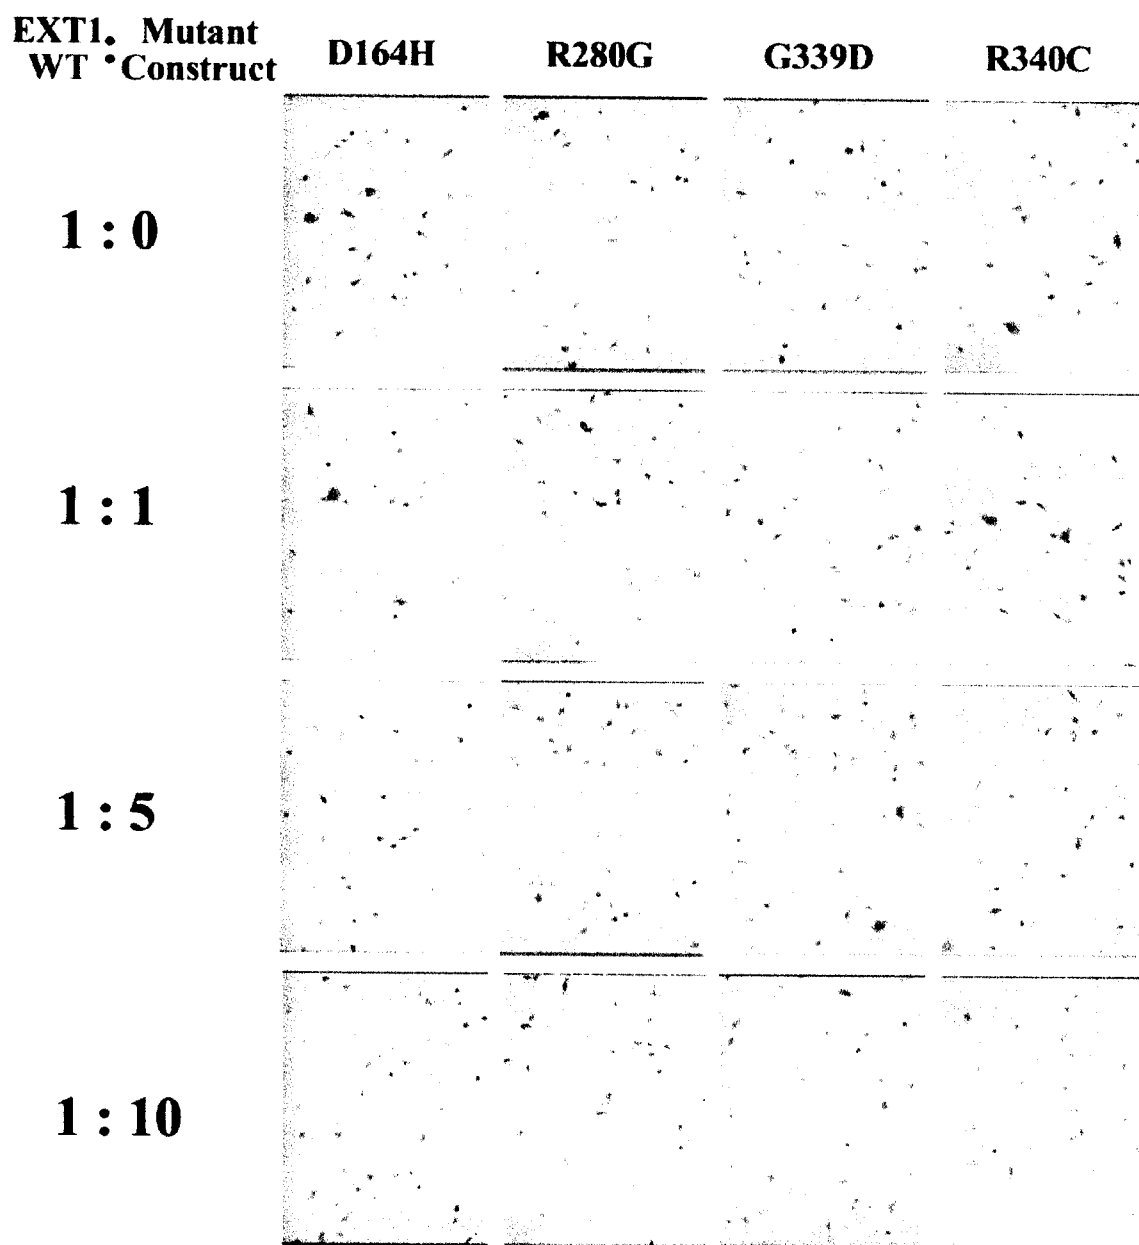 EXT1. Mutant
WT : Construct
D164H R280G G339D R340C
1 : 0
1 : 1
1 : 5
1 : 10